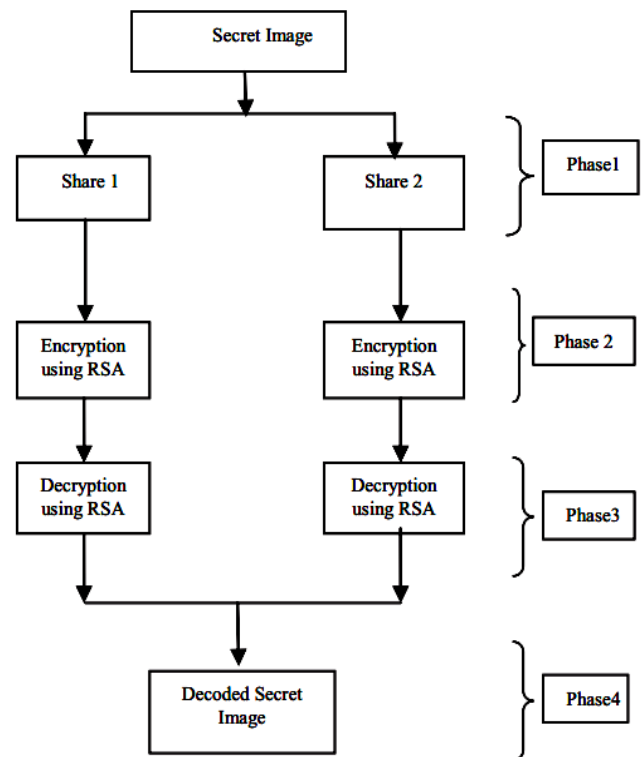 Secret Image
Share 1
Share 2
Phase1
Encryption
using RSA
Encryption
using RSA
Phase 2
Decryption
using RSA
Decryption
using RSA
Phase3
Decoded Secret
Image
Phase4